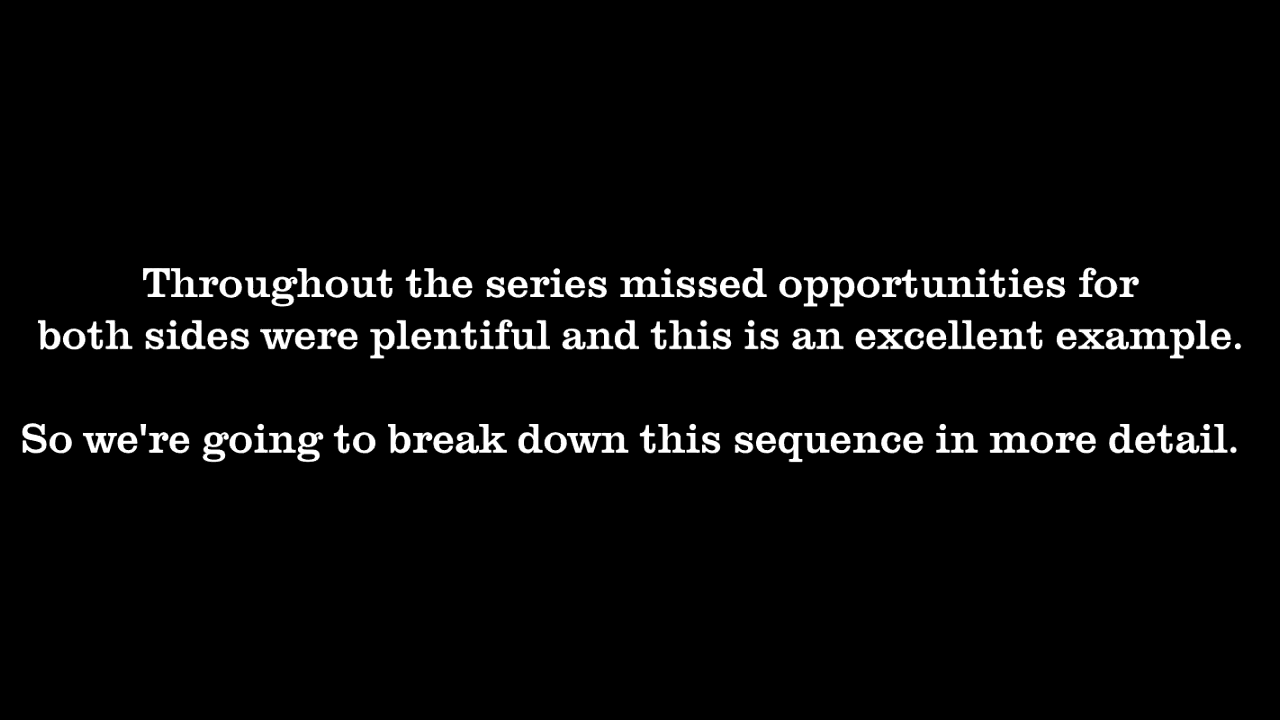 Throughout the series missed opportunities for
both sides were plentiful and this is an excellent example.
So we're going to break down this sequence in more detail.